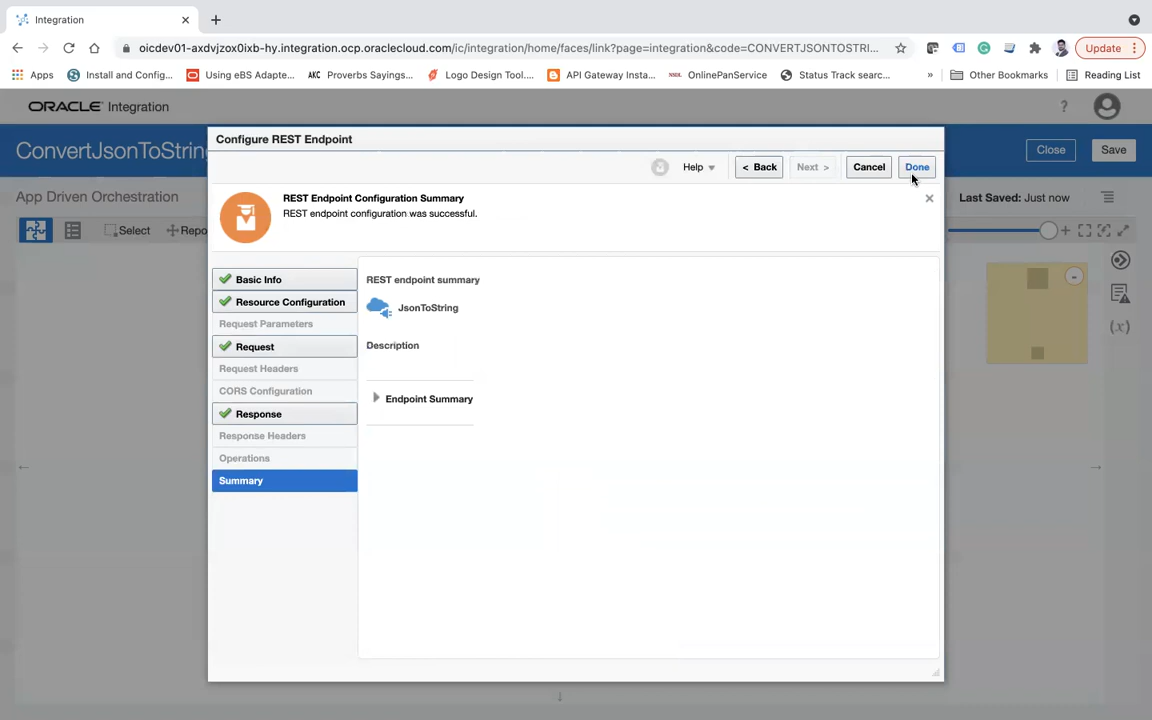 Integration
oicdev01-axdvjzox0ixb-hy.integration.ocp.oraclecloud.com/ic/integration/home/faces/link?page=integration&code=CONVERTJSONTOSTRI...
Update
Apps
Install and Config...
Using eBS Adapte...
AKC Proverbs Sayings...
Logo Design Tool....
API Gateway Insta...
NSDL OnlinePanService
Status Track searc...
»
Other Bookmarks
Reading List
ORACLE Integration
?
ConvertJsonToString
Close
Save
App Driven Orchestration
Last Saved: Just now
Select
Repo
Configure REST Endpoint
Help
< Back
Next >
Cancel
Done
REST Endpoint Configuration Summary
REST endpoint configuration was successful.
Basic Info
Resource Configuration
Request Parameters
Request
Request Headers
CORS Configuration
Response
Response Headers
Operations
Summary
REST endpoint summary
JsonToString
Description
Endpoint Summary
(x)